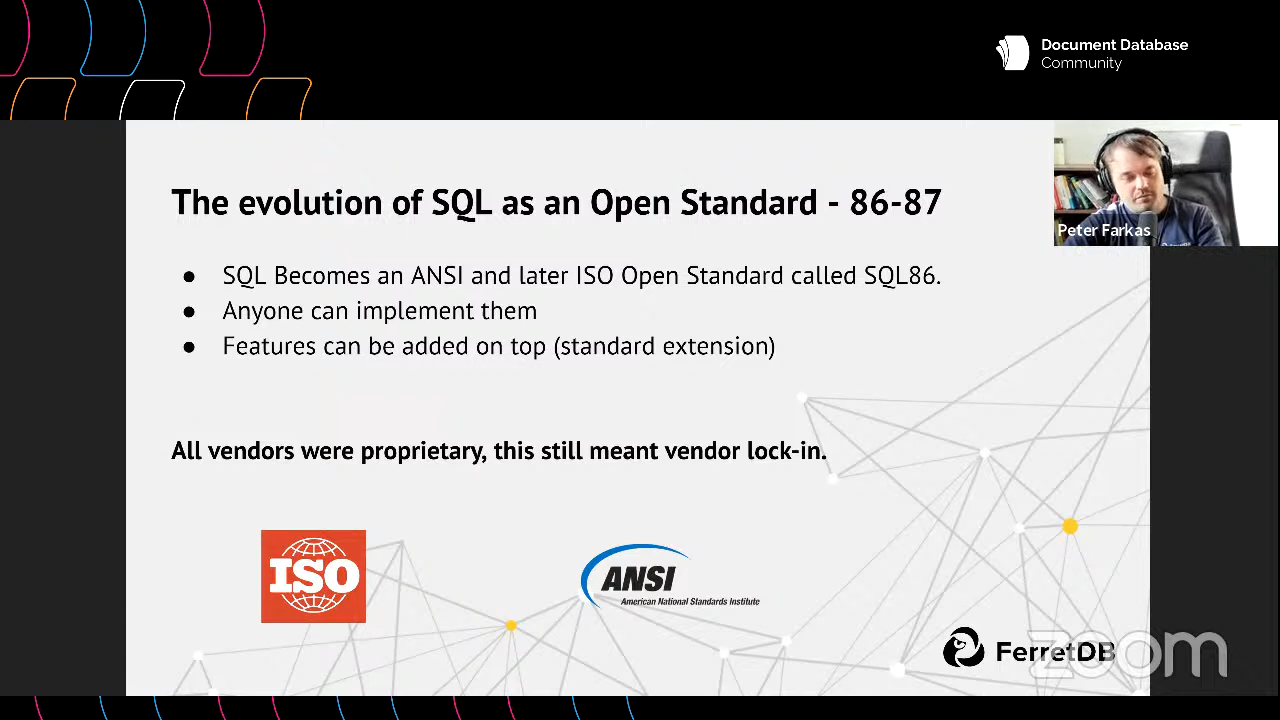 Document Database
Community
The evolution of SQL as an Open Standard - 86-87
Peter Farkas
● SQL Becomes an ANSI and later ISO Open Standard called SQL86.
● Anyone can implement them
● Features can be added on top (standard extension)
All vendors were proprietary, this still meant vendor lock-in.
ISO
ANSI
American National Standards Institute
FerretDB
zoom